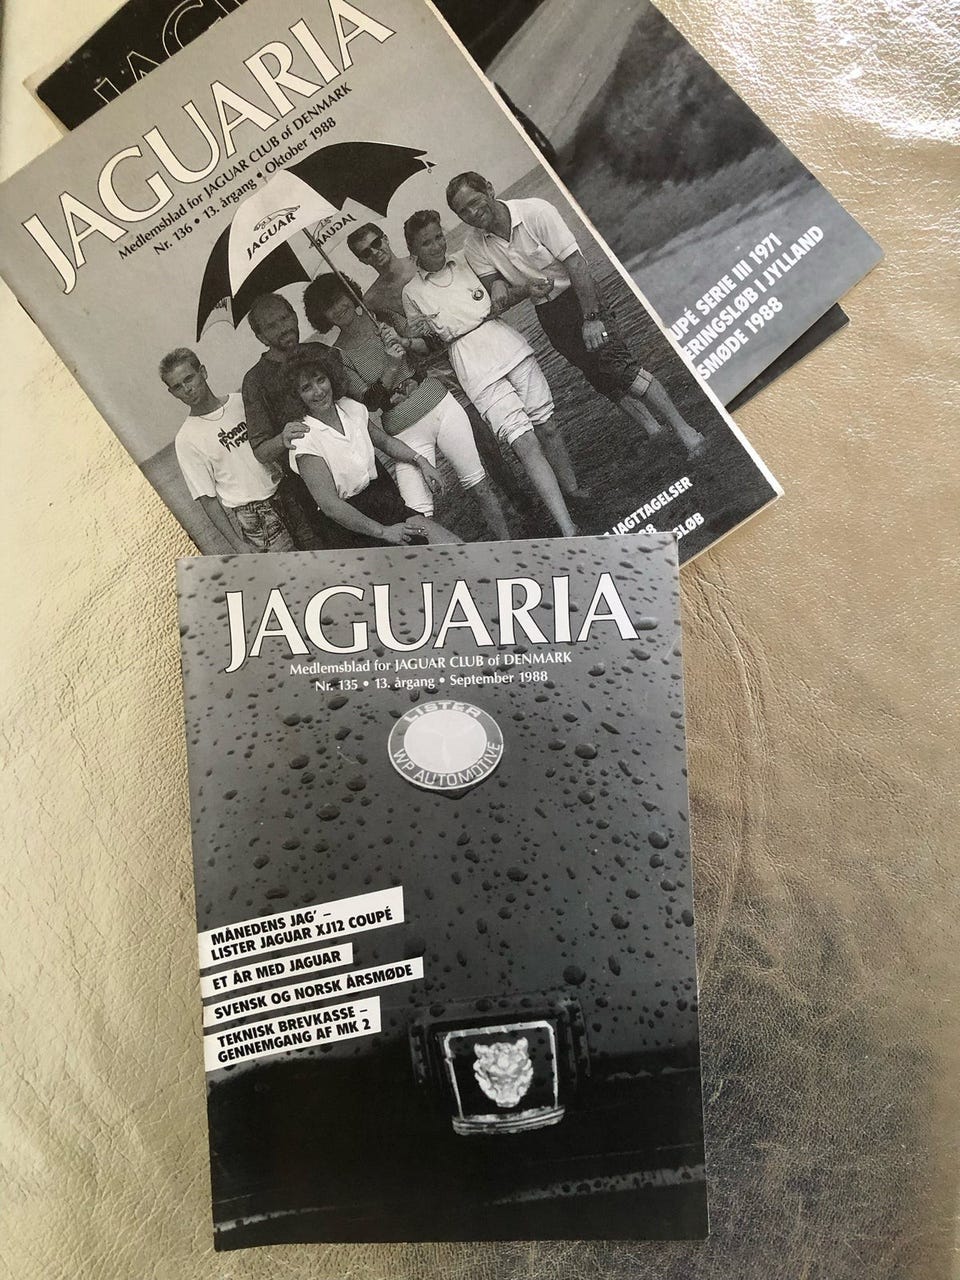 JAGUARIA
Medlemsblad for JAGUAR CLUB of DENMARK
Nr. 136 • 13. årgang • Oktober 1988
JAGUAR
JAGUAR
FORM
JAGTTAGELSER
88
SLØB
UPÉ SERIE III 1971
ERINGSLØB I JYLLAND
SMØDE 1988
JAGUARIA
Medlemsblad for JAGUAR CLUB of DENMARK
Nr. 135 • 13. årgang • September 1988
LISTER
WP AUTOMOTIVE
MÅNEDENS JAG' –
LISTER JAGUAR XJ12 COUPÉ
ET ÅR MED JAGUAR
SVENSK OG NORSK ÅRSMØDE
TEKNISK BREVKASSE –
GENNEMGANG AF MK 2